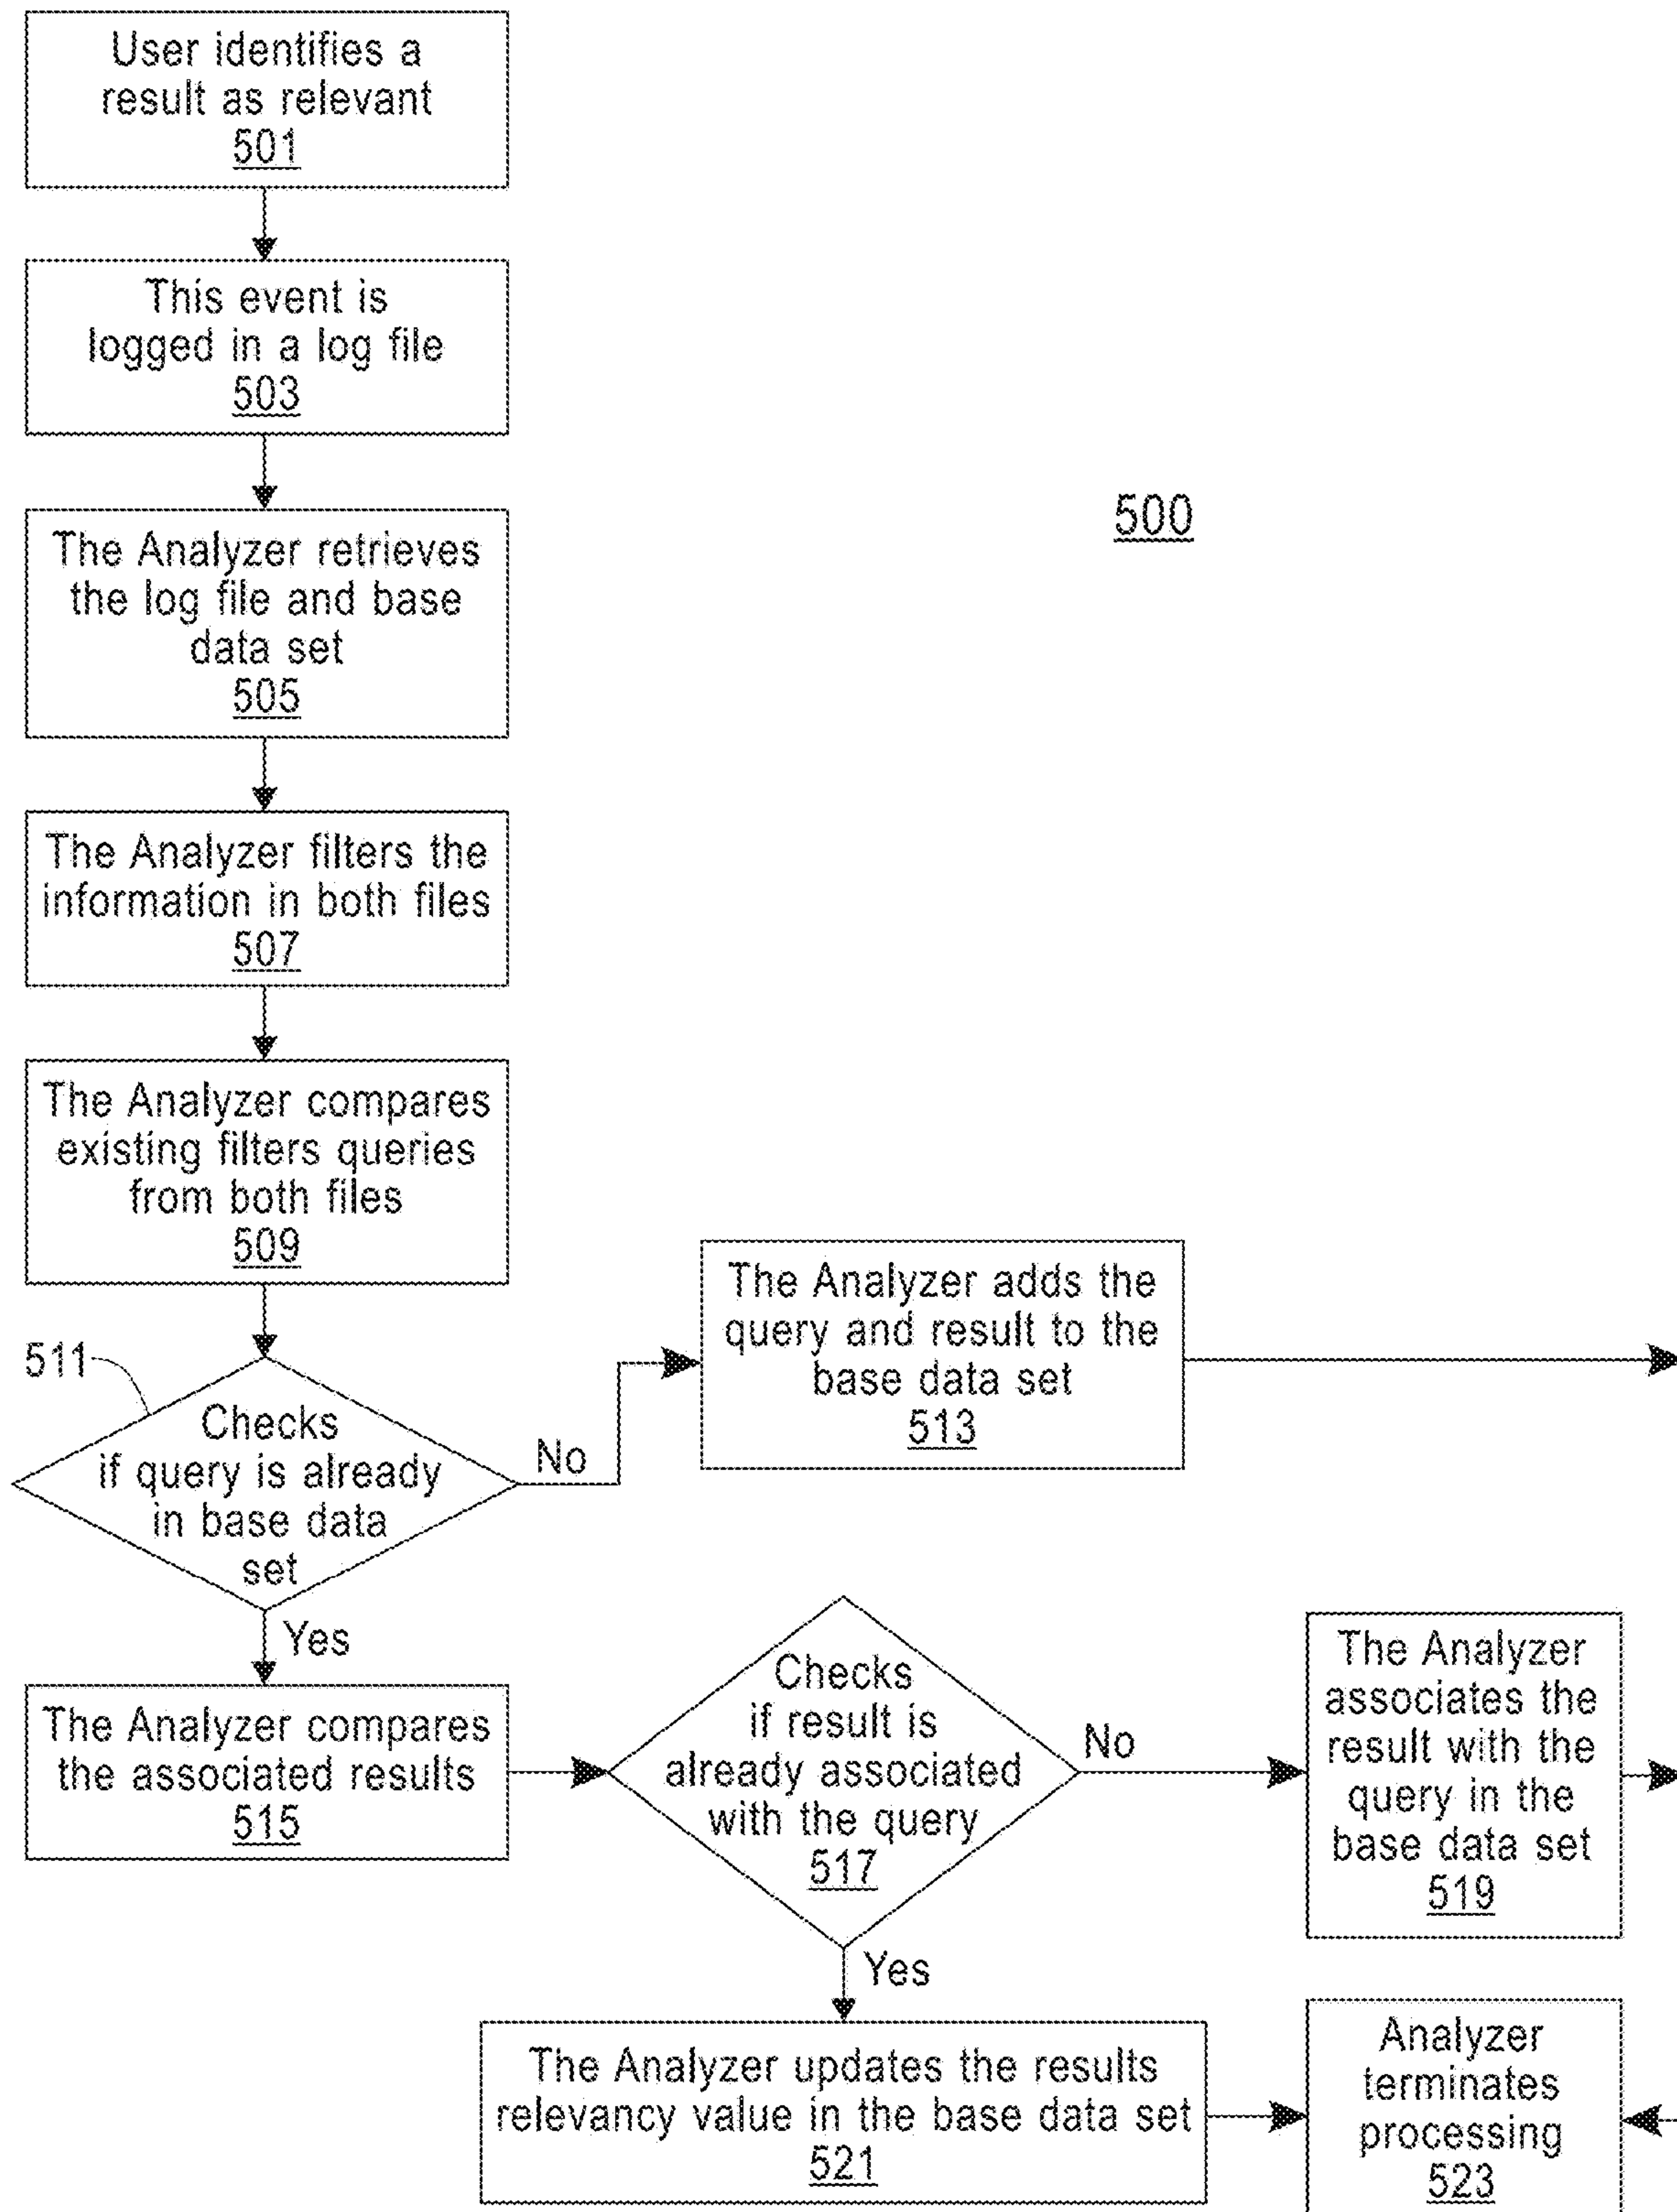 User identifies a
result as relevant
501
This event is
logged in a log file
503
500
The Analyzer retrieves
the log file and base
data set
505
The Analyzer filters the
information in both files
507
The Analyzer compares
existing filters queries
from both files
509
511
Checks
if query is already
in base data
set
No
The Analyzer adds the
query and result to the
base data set
513
Yes
The Analyzer compares
the associated results
515
Checks
if result is
already associated
with the query
517
No
The Analyzer
associates the
result with the
query in the
base data set
519
Yes
The Analyzer updates the results
relevancy value in the base data set
521
Analyzer
terminates
processing
523